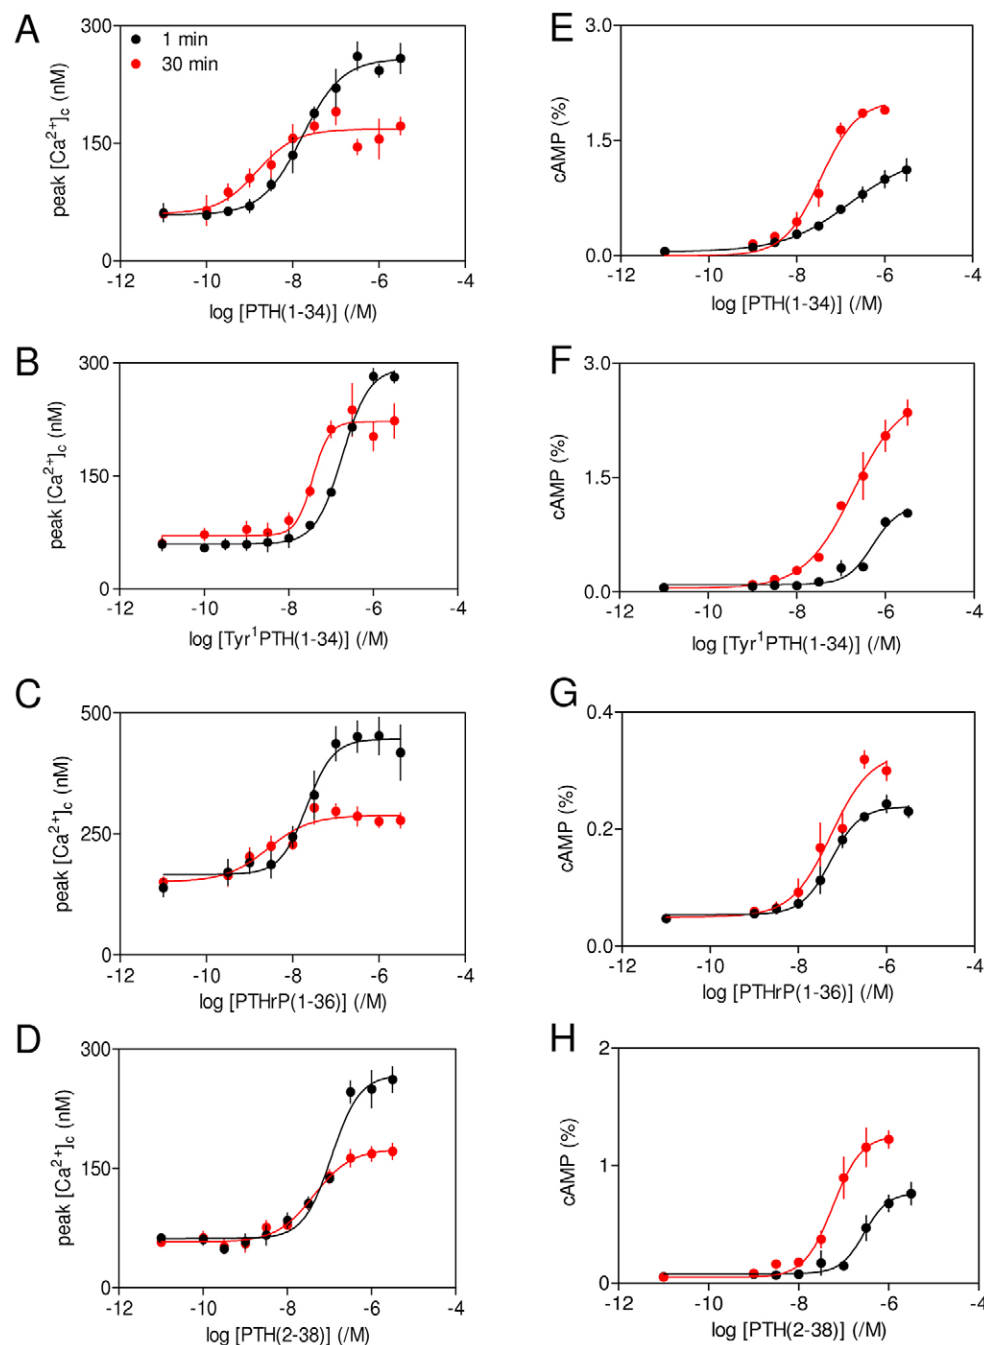 A
300
150
0
peak [Ca²⁺]c (nM)
1 min
30 min
-12 -10 -8 -6 -4
log [PTH(1-34)] (/M)
E
3.0
1.5
0.0
cAMP (%)
-12 -10 -8 -6 -4
log [PTH(1-34)] (/M)
B
300
150
0
peak [Ca²⁺]c (nM)
-12 -10 -8 -6 -4
log [Tyr¹PTH(1-34)] (/M)
F
3.0
1.5
0.0
cAMP (%)
-12 -10 -8 -6 -4
log [Tyr¹PTH(1-34)] (/M)
C
500
250
0
peak [Ca²⁺]c (nM)
-12 -10 -8 -6 -4
log [PTHrP(1-36)] (/M)
G
0.4
0.2
0.0
cAMP (%)
-12 -10 -8 -6 -4
log [PTHrP(1-36)] (/M)
D
300
150
0
peak [Ca²⁺]c (nM)
-12 -10 -8 -6 -4
log [PTH(2-38)] (/M)
H
2
1
0
cAMP (%)
-12 -10 -8 -6 -4
log [PTH(2-38)] (/M)